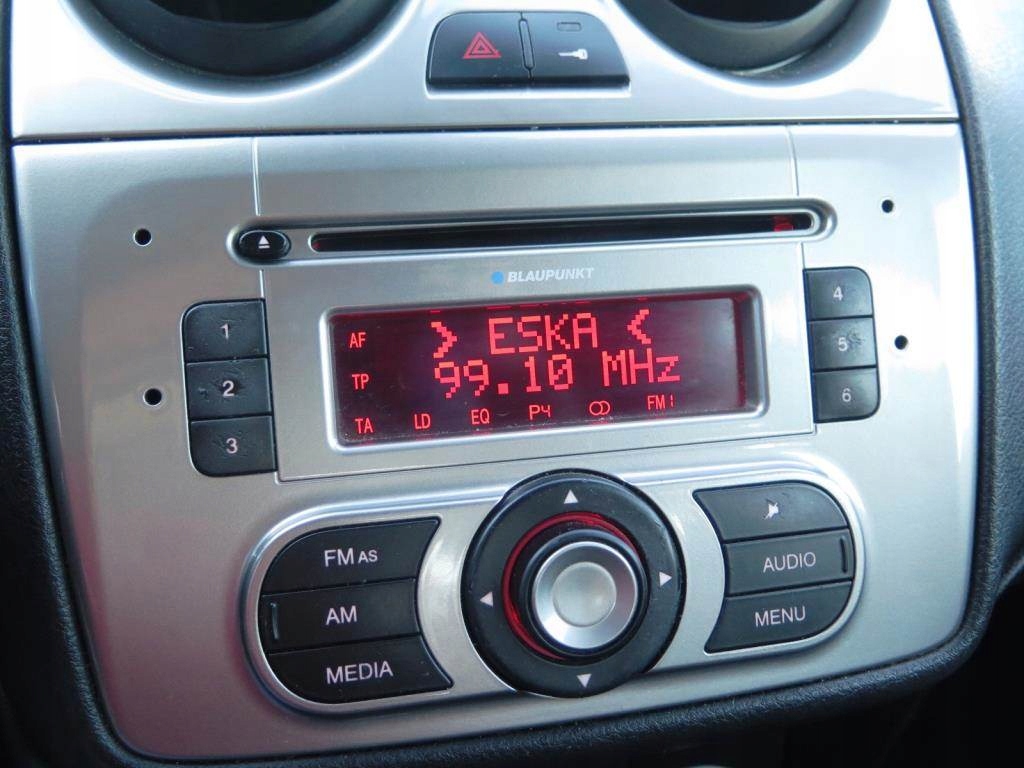 BLAUPUNKT
1
2
3
AF
TP
TA
> ESKA <
99.10 MHz
LD EQ P4 FM1
4
5
6
FM AS
AM
MEDIA
AUDIO
MENU